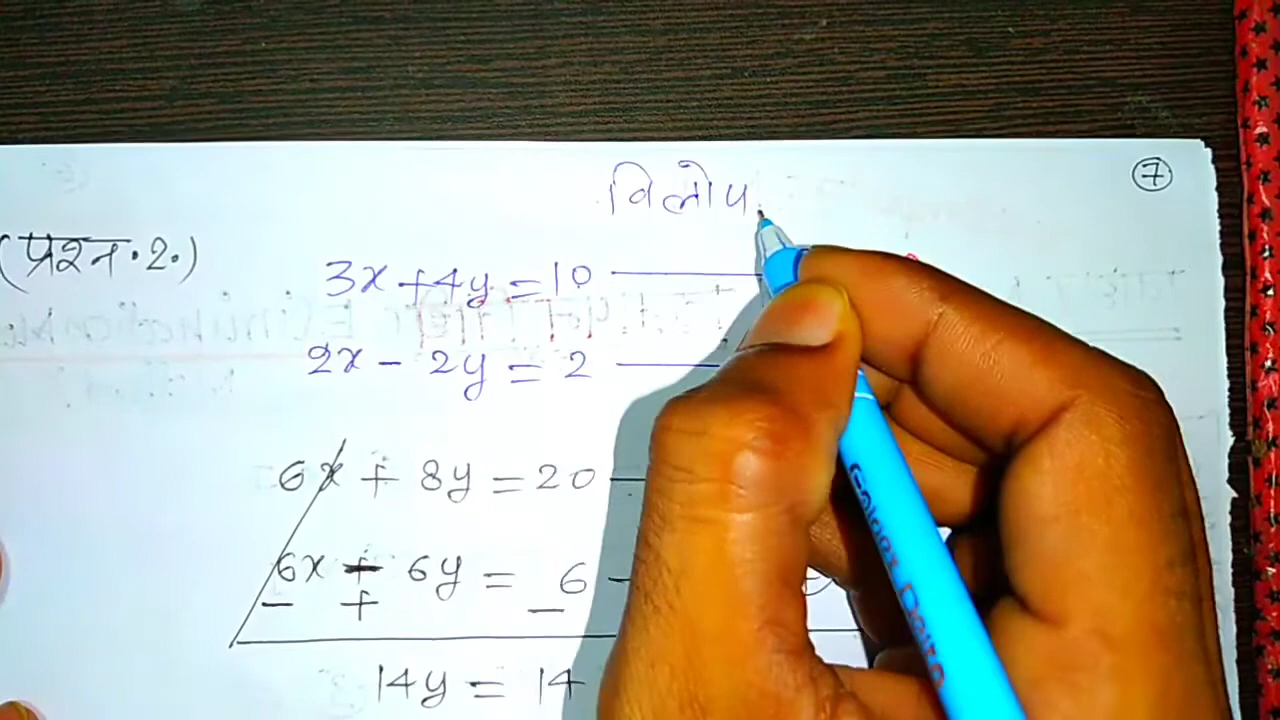 7
विलोप
(प्रश्न.2.)
3x + 4y = 10
2x - 2y = 2
6x + 8y = 20
6x - 6y = 6
- + -
14y = 14